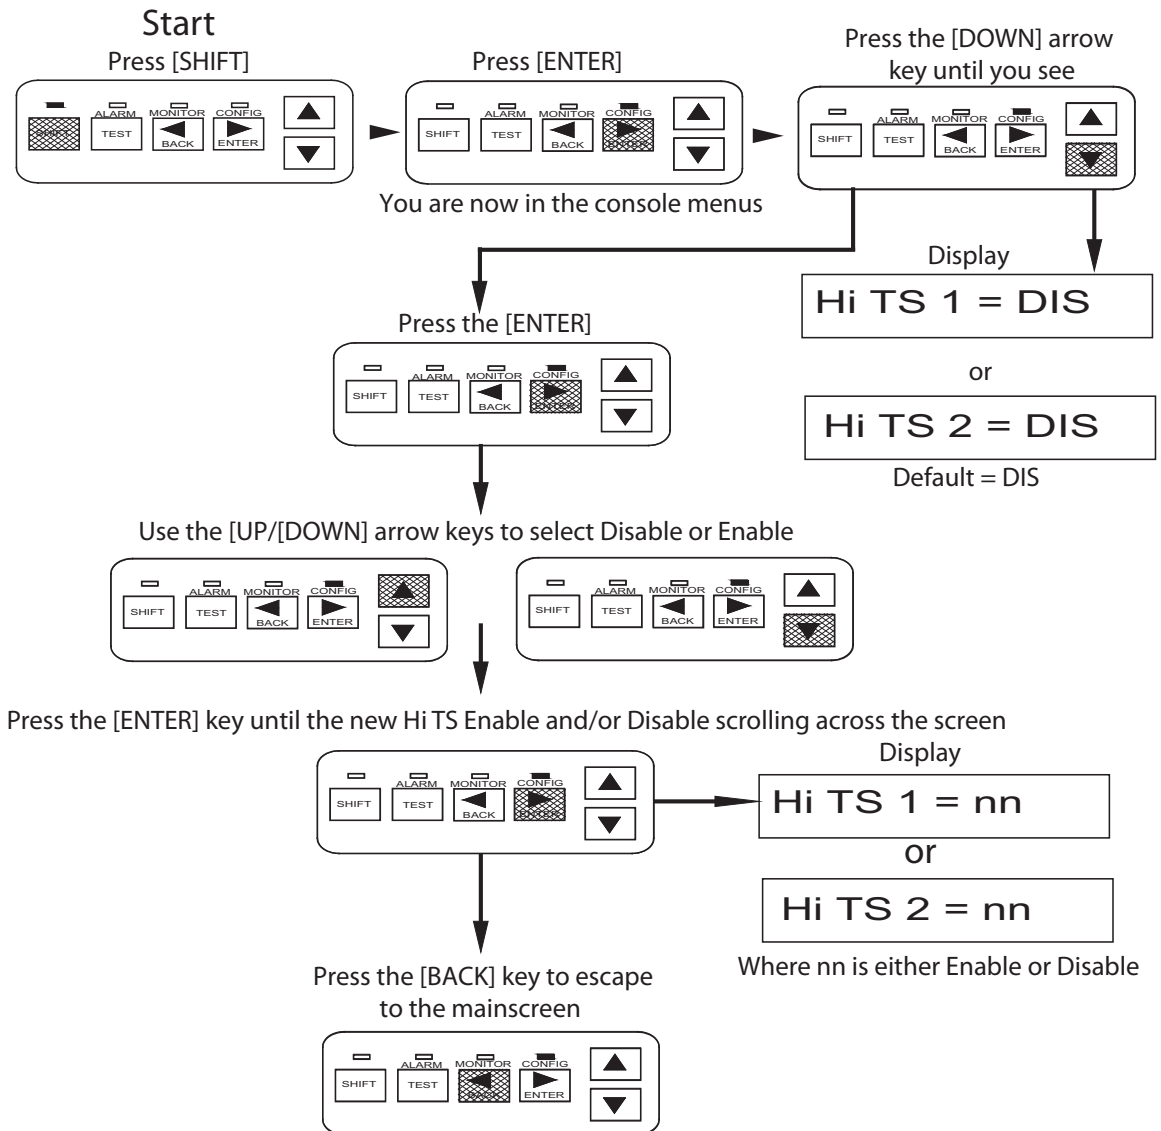 Start
Press [SHIFT]
Press [ENTER]
Press the [DOWN] arrow
key until you see
ALARM MONITOR CONFIG
SHIFT TEST BACK ENTER
ALARM MONITOR CONFIG
SHIFT TEST BACK ENTER
ALARM MONITOR CONFIG
SHIFT TEST BACK ENTER
You are now in the console menus
Display
Hi TS 1 = DIS
or
Hi TS 2 = DIS
Default = DIS
Press the [ENTER]
ALARM MONITOR CONFIG
SHIFT TEST BACK ENTER
Use the [UP/[DOWN] arrow keys to select Disable or Enable
ALARM MONITOR CONFIG
SHIFT TEST BACK ENTER
ALARM MONITOR CONFIG
SHIFT TEST BACK ENTER
Press the [ENTER] key until the new Hi TS Enable and/or Disable scrolling across the screen
Display
ALARM MONITOR CONFIG
SHIFT TEST BACK ENTER
Hi TS 1 = nn
or
Hi TS 2 = nn
Where nn is either Enable or Disable
Press the [BACK] key to escape
to the mainscreen
ALARM MONITOR CONFIG
SHIFT TEST BACK ENTER